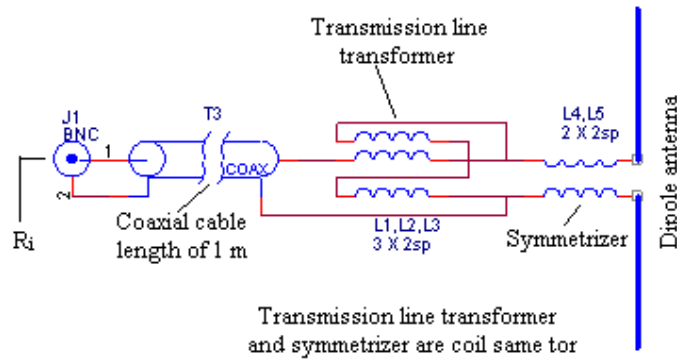 Transmission line
transformer
J1
BNC
T3
L4,L5
2 X 2sp
1
COAX
2
Ri
Coaxial cable
length of 1 m
L1,L2,L3
3 X 2sp
Symmetrizer
Dipole antenna
Transmission line transformer
and symmetrizer are coil same tor